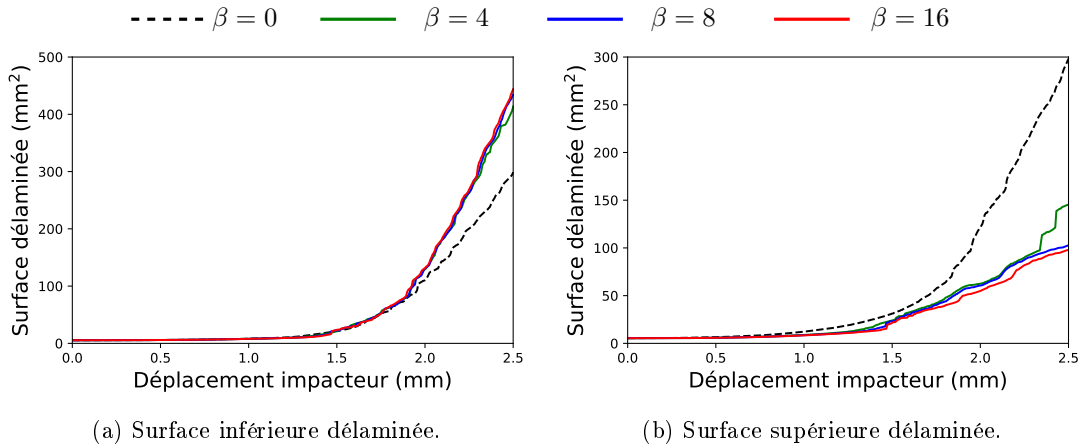 β = 0 β = 4 β = 8 β = 16
Surface délaminée (mm²)
500
400
300
200
100
0
0.0 0.5 1.0 1.5 2.0 2.5
Déplacement impacteur (mm)
(a) Surface inférieure délaminée.
Surface délaminée (mm²)
300
250
200
150
100
50
0
0.0 0.5 1.0 1.5 2.0 2.5
Déplacement impacteur (mm)
(b) Surface supérieure délaminée.